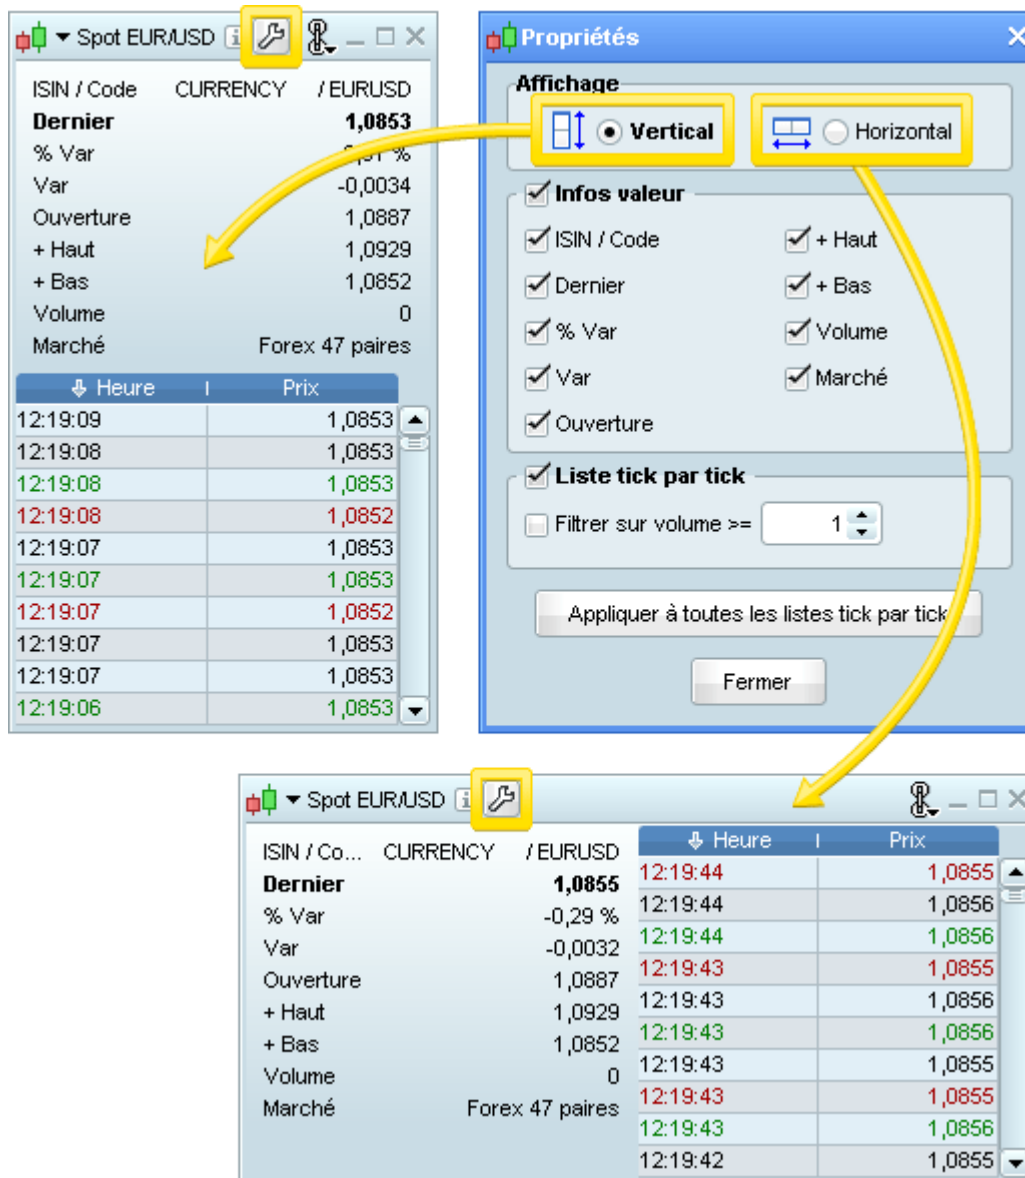 Spot EUR/USD
ISIN / Code CURRENCY / EURUSD
Dernier 1,0853
% Var %
Var -0,0034
Ouverture 1,0887
+ Haut 1,0929
+ Bas 1,0852
Volume 0
Marché Forex 47 paires
Heure Prix
12:19:09 1,0853
12:19:08 1,0853
12:19:08 1,0853
12:19:08 1,0852
12:19:07 1,0853
12:19:07 1,0853
12:19:07 1,0852
12:19:07 1,0853
12:19:07 1,0853
12:19:06 1,0853
Propriétés
Affichage
Vertical Horizontal
Infos valeur
ISIN / Code + Haut
Dernier + Bas
% Var Volume
Var Marché
Ouverture
Liste tick par tick
Filtrer sur volume >= 1
Appliquer à toutes les listes tick par tick
Fermer
Spot EUR/USD
ISIN / Co... CURRENCY / EURUSD
Dernier 1,0855
% Var -0,29 %
Var -0,0032
Ouverture 1,0887
+ Haut 1,0929
+ Bas 1,0852
Volume 0
Marché Forex 47 paires
Heure Prix
12:19:44 1,0855
12:19:44 1,0856
12:19:44 1,0856
12:19:43 1,0855
12:19:43 1,0856
12:19:43 1,0856
12:19:43 1,0855
12:19:43 1,0855
12:19:43 1,0856
12:19:42 1,0855